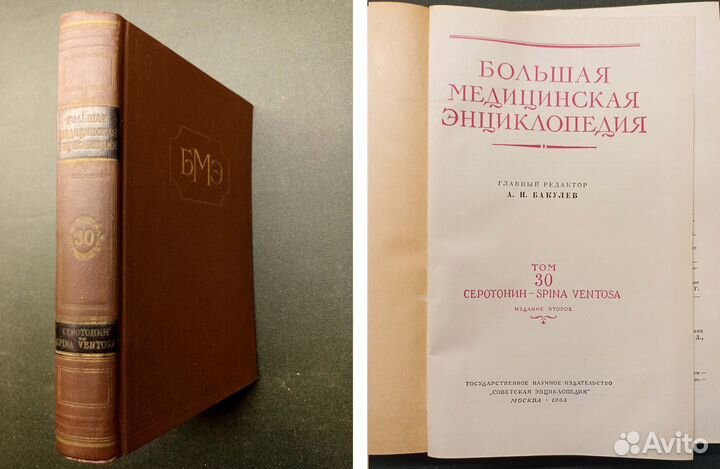 БОЛЬШАЯ
МЕДИЦИНСКАЯ
ЭНЦИКЛОПЕДИЯ
30
СЕРОТОНИН
SPINA VENTOSA
БМЭ
БОЛЬШАЯ
МЕДИЦИНСКАЯ
ЭНЦИКЛОПЕДИЯ
ГЛАВНЫЙ РЕДАКТОР
А. Н. БАКУЛЕВ
ТОМ
30
СЕРОТОНИН – SPINA VENTOSA
ИЗДАНИЕ ВТОРОЕ
ГОСУДАРСТВЕННОЕ НАУЧНОЕ ИЗДАТЕЛЬСТВО
"СОВЕТСКАЯ ЭНЦИКЛОПЕДИЯ"
МОСКВА · 1963
Avito